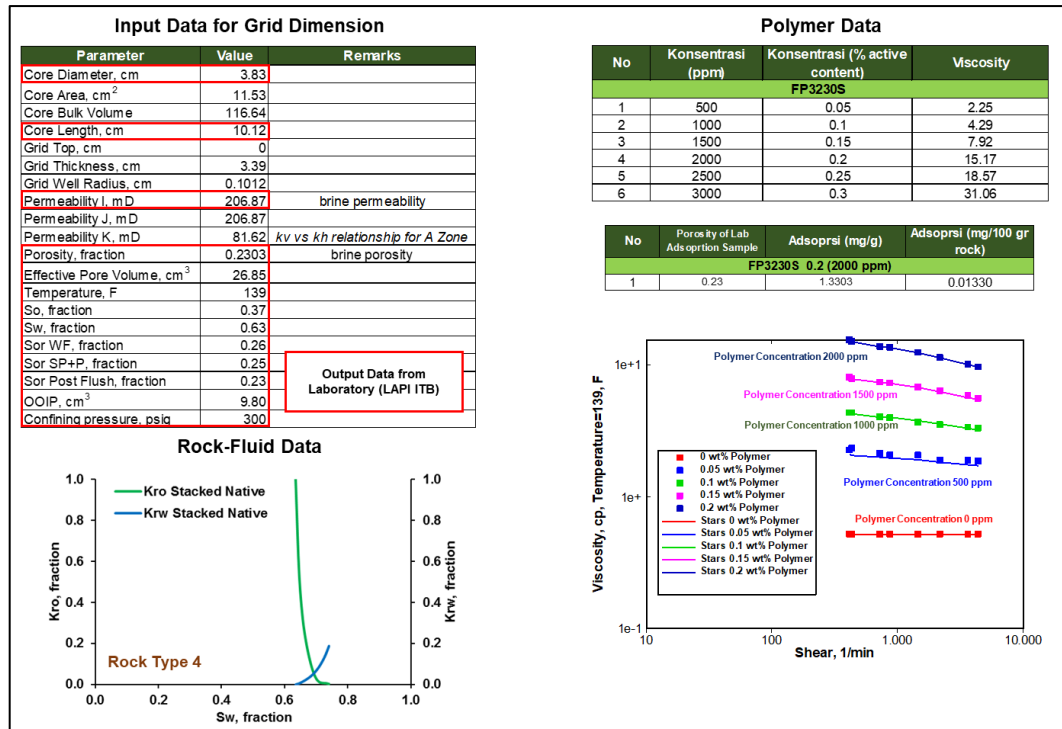 Input Data for Grid Dimension
Parameter Value Remarks
Core Diameter, cm 3.83
Core Area, cm² 11.53
Core Bulk Volume 116.64
Core Length, cm 10.12
Grid Top, cm 0
Grid Thickness, cm 3.39
Grid Well Radius, cm 0.1012
Permeability I, mD 206.87 brine permeability
Permeability J, mD 206.87
Permeability K, mD 81.62 kv vs kh relationship for A Zone
Porosity, fraction 0.2303 brine porosity
Effective Pore Volume, cm³ 26.85
Temperature, F 139
So, fraction 0.37
Sw, fraction 0.63
Sor WF, fraction 0.26
Sor SP+P, fraction 0.25
Sor Post Flush, fraction 0.23
OOIP, cm³ 9.80
Confining pressure, psig 300
Output Data from
Laboratory (LAPI ITB)
Polymer Data
No Konsentrasi (ppm) Konsentrasi (% active content) Viscosity
FP3230S
1 500 0.05 2.25
2 1000 0.1 4.29
3 1500 0.15 7.92
4 2000 0.2 15.17
5 2500 0.25 18.57
6 3000 0.3 31.06
No Porosity of Lab Adsoprtion Sample Adsoprsi (mg/g) Adsoprsi (mg/100 gr rock)
FP3230S 0.2 (2000 ppm)
1 0.23 1.3303 0.01330
Rock-Fluid Data
Kro Stacked Native
Krw Stacked Native
Rock Type 4
Kro, fraction
1.0
0.8
0.6
0.4
0.2
0.0
Krw, fraction
1.0
0.8
0.6
0.4
0.2
0.0
0.0 0.2 0.4 0.6 0.8 1.0
Sw, fraction
Viscosity, cp, Temperature=139, F
1e+1
1e+0
1e-1
Polymer Concentration 2000 ppm
Polymer Concentration 1500 ppm
Polymer Concentration 1000 ppm
Polymer Concentration 500 ppm
Polymer Concentration 0 ppm
0 wt% Polymer
0.05 wt% Polymer
0.1 wt% Polymer
0.15 wt% Polymer
0.2 wt% Polymer
Stars 0 wt% Polymer
Stars 0.05 wt% Polymer
Stars 0.1 wt% Polymer
Stars 0.15 wt% Polymer
Stars 0.2 wt% Polymer
10 100 1.000 10.000
Shear, 1/min